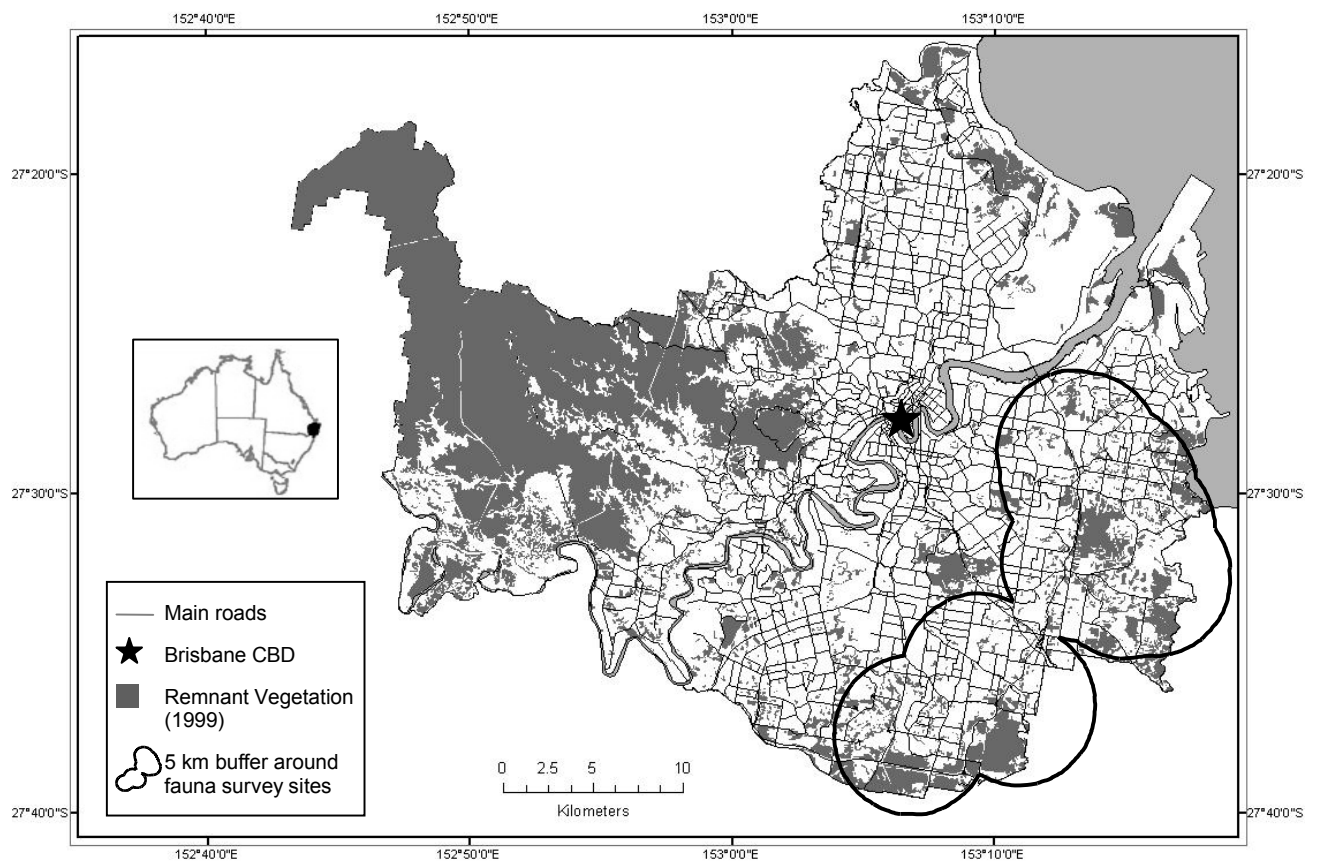 152°40'0"E 152°50'0"E 153°0'0"E 153°10'0"E
27°20'0"S 27°20'0"S
27°30'0"S 27°30'0"S
Main roads
Brisbane CBD
Remnant Vegetation
(1999)
5 km buffer around
fauna survey sites
0 2.5 5 10
Kilometers
27°40'0"S 27°40'0"S
152°40'0"E 152°50'0"E 153°0'0"E 153°10'0"E